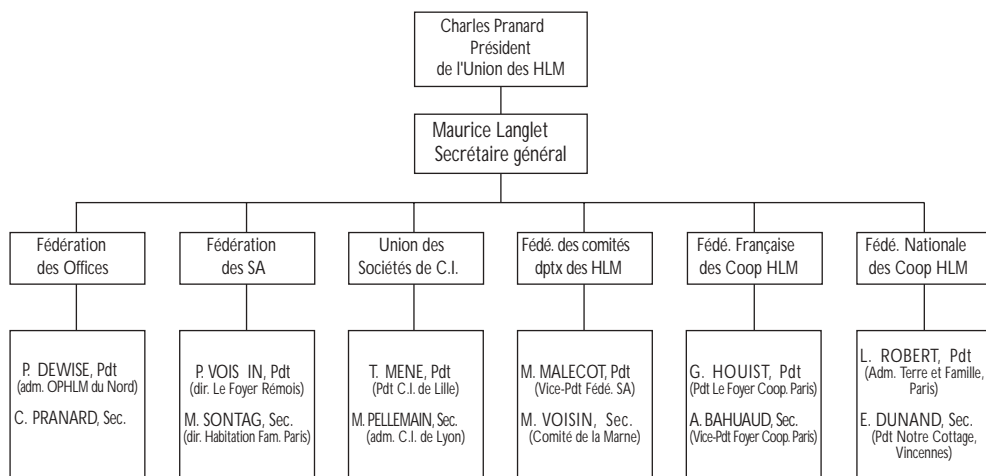 Charles Pranard
Président
de l'Union des HLM
Maurice Langlet
Secrétaire général
Fédération
des Offices
Fédération
des SA
Union des
Sociétés de C.I.
Fédé. des comités
dptx des HLM
Fédé. Française
des Coop HLM
Fédé. Nationale
des Coop HLM
P. DEWISE, Pdt
(adm. OPHLM du Nord)
C. PRANARD, Sec.
P. VOIS IN, Pdt
(dir. Le Foyer Rémois)
M. SONTAG, Sec.
(dir. Habitation Fam. Paris)
T. MENE, Pdt
(Pdt C.I. de Lille)
M. PELLEMAIN, Sec.
(adm. C.I. de Lyon)
M. MALECOT, Pdt
(Vice-Pdt Fédé. SA)
M. VOISIN, Sec.
(Comité de la Marne)
G. HOUIST, Pdt
(Pdt Le Foyer Coop. Paris)
A. BAHUAUD, Sec.
(Vice-Pdt Foyer Coop. Paris)
L. ROBERT, Pdt
(Adm. Terre et Famille,
Paris)
E. DUNAND, Sec.
(Pdt Notre Cottage,
Vincennes)